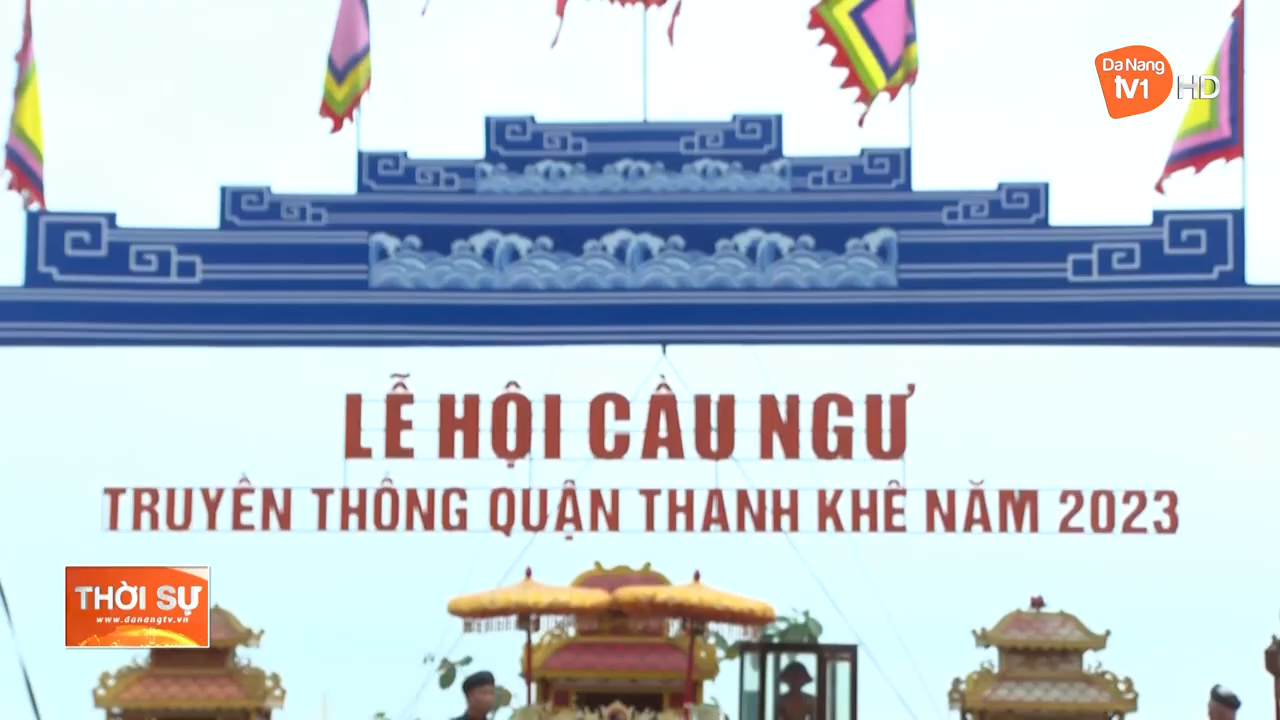 Da Nang
TV1 HD
LỄ HỘI CẦU NGƯ
TRUYỀN THỐNG QUẬN THANH KHÊ NĂM 2023
THỜI SỰ
www.danangtv.vn